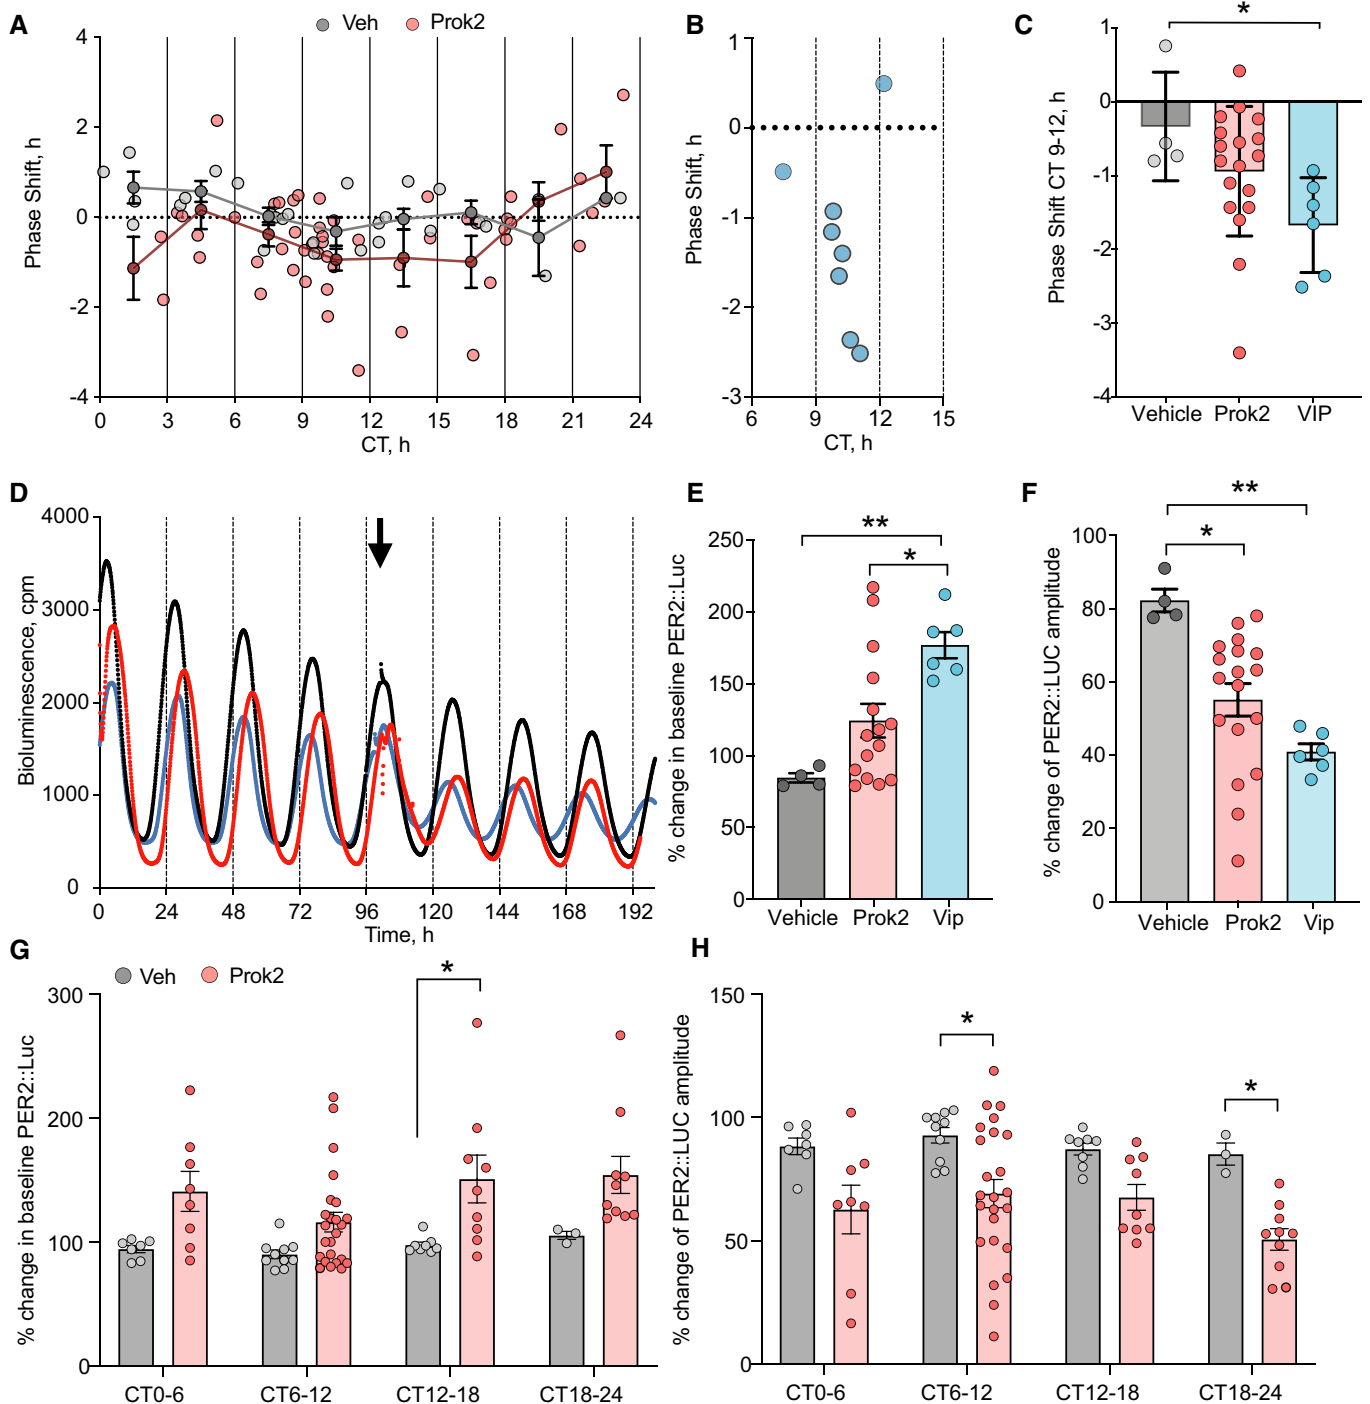 A
Veh
Prok2
Phase Shift, h
4
2
0
-2
-4
0
3
6
9
12
15
18
21
24
CT, h
B
Phase Shift, h
1
0
-1
-2
-3
6
9
12
15
CT, h
C
*
Phase Shift CT 9-12, h
1
0
-1
-2
-3
-4
Vehicle
Prok2
VIP
D
Bioluminescence, cpm
4000
3000
2000
1000
0
0
24
48
72
96
120
144
168
192
Time, h
E
**
*
% change in baseline PER2::Luc
250
200
150
100
50
0
Vehicle
Prok2
Vip
F
**
*
% change of PER2::LUC amplitude
100
80
60
40
20
0
Vehicle
Prok2
Vip
G
Veh
Prok2
*
% change in baseline PER2::Luc
300
200
100
0
CT0-6
CT6-12
CT12-18
CT18-24
H
*
*
% change of PER2::LUC amplitude
150
100
50
0
CT0-6
CT6-12
CT12-18
CT18-24